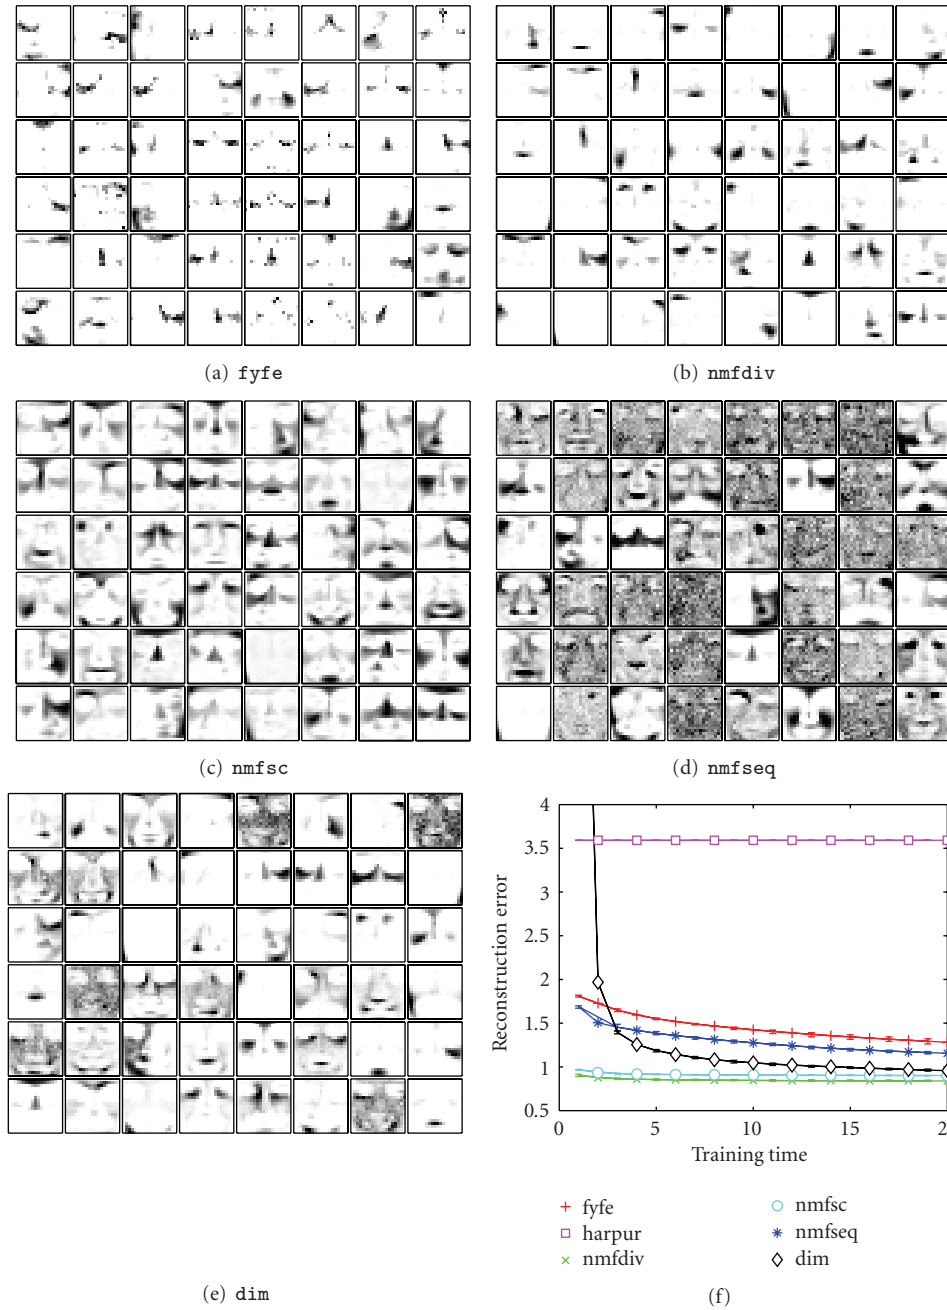 (a) fyfe
(b) nmfdiv
(c) nmfsc
(d) nmfseq
(e) dim
4
3.5
3
2.5
2
1.5
1
0.5
0 5 10 15 20
Reconstruction error
Training time
fyfe
harpur
nmfdiv
nmfsc
nmfseq
dim
(f)